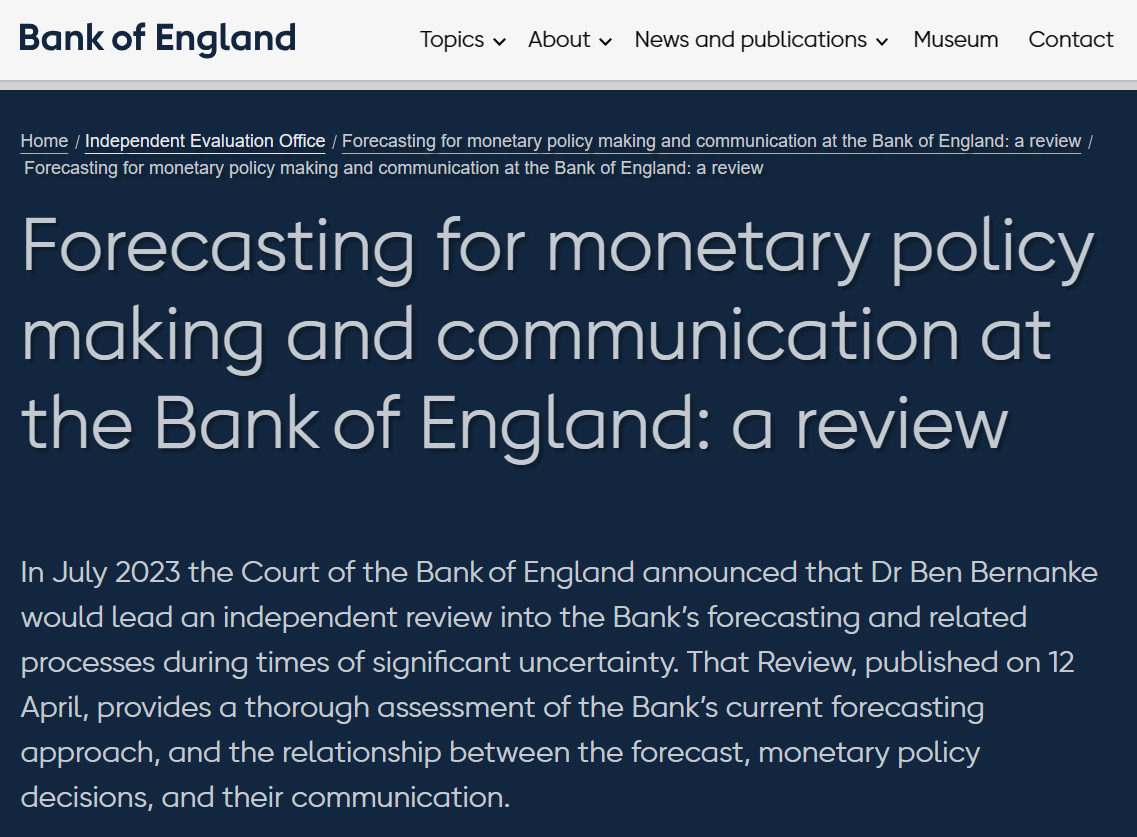 Bank of England
Topics About News and publications Museum Contact
Home / Independent Evaluation Office / Forecasting for monetary policy making and communication at the Bank of England: a review /
Forecasting for monetary policy making and communication at the Bank of England: a review
Forecasting for monetary policy
making and communication at
the Bank of England: a review
In July 2023 the Court of the Bank of England announced that Dr Ben Bernanke
would lead an independent review into the Bank’s forecasting and related
processes during times of significant uncertainty. That Review, published on 12
April, provides a thorough assessment of the Bank’s current forecasting
approach, and the relationship between the forecast, monetary policy
decisions, and their communication.